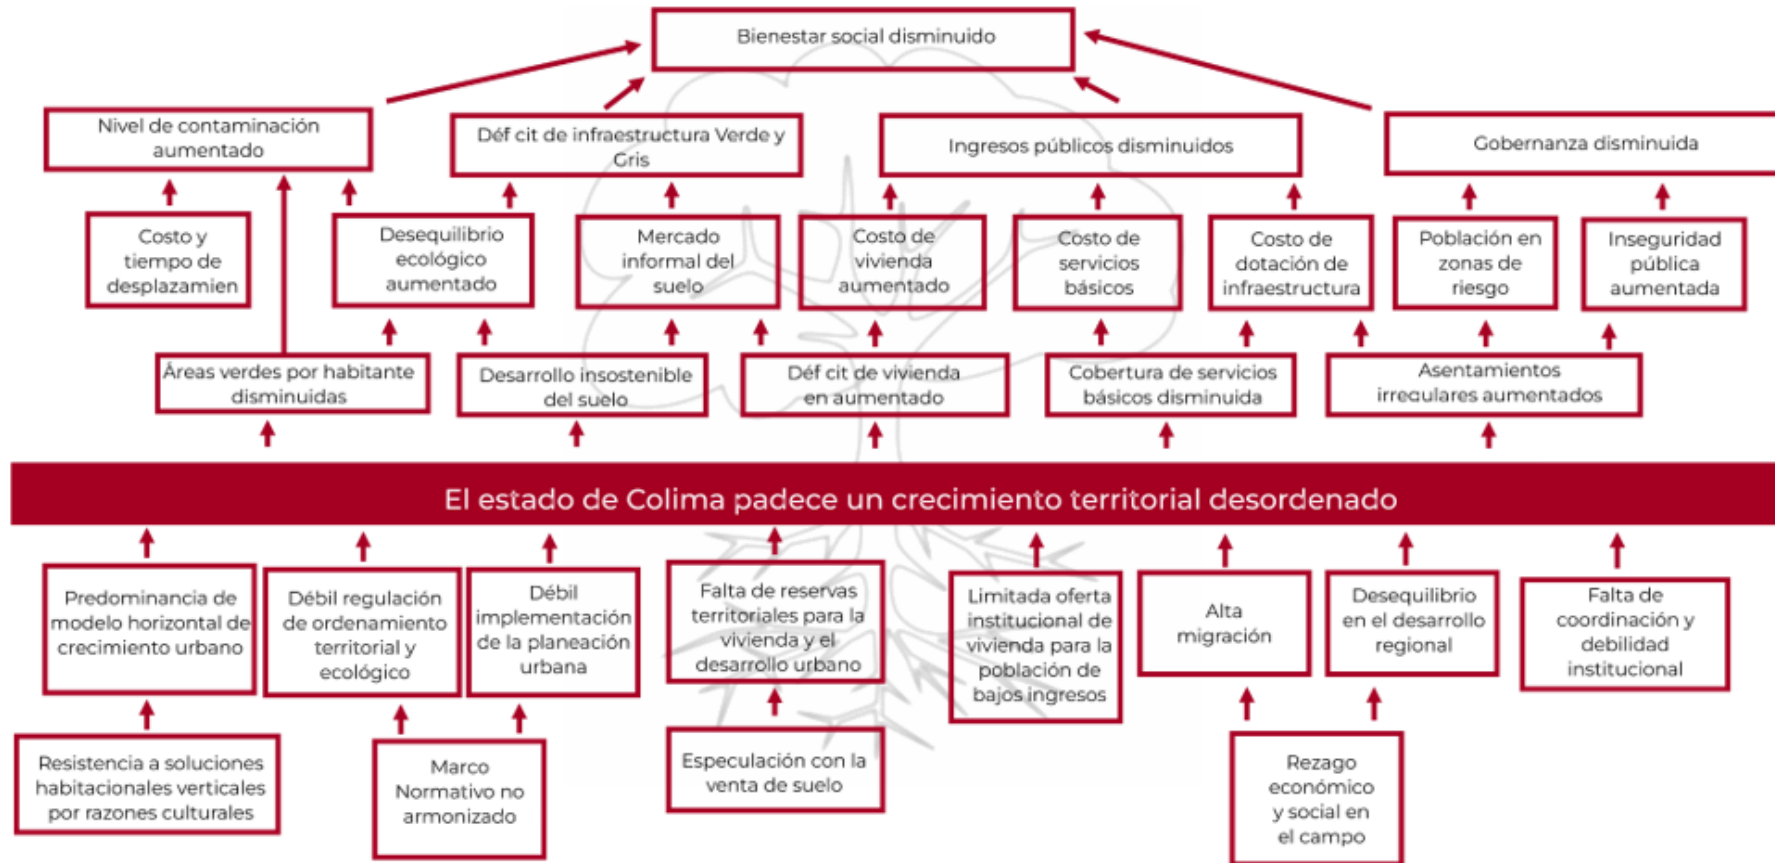 Bienestar social disminuido
Nivel de contaminación
aumentado
Déf cit de infraestructura Verde y
Gris
Ingresos públicos disminuidos
Gobernanza disminuida
Costo y
tiempo de
desplazamien
Desequilibrio
ecológico
aumentado
Mercado
informal del
suelo
Costo de
vivienda
aumentado
Costo de
servicios
básicos
Costo de
dotación de
infraestructura
Población en
zonas de
riesgo
Inseguridad
pública
aumentada
Áreas verdes por habitante
disminuidas
Desarrollo insostenible
del suelo
Déf cit de vivienda
en aumentado
Cobertura de servicios
básicos disminuida
Asentamientos
irregulares aumentados
El estado de Colima padece un crecimiento territorial desordenado
Predominancia de
modelo horizontal de
crecimiento urbano
Débil regulación
de ordenamiento
territorial y
ecológico
Débil
implementación
de la planeación
urbana
Falta de reservas
territoriales para la
vivienda y el
desarrollo urbano
Limitada oferta
institucional de
vivienda para la
población de
bajos ingresos
Alta
migración
Desequilibrio
en el desarrollo
regional
Falta de
coordinación y
debilidad
institucional
Resistencia a soluciones
habitacionales verticales
por razones culturales
Marco
Normativo no
armonizado
Especulación con la
venta de suelo
Rezago
económico
y social en
el campo